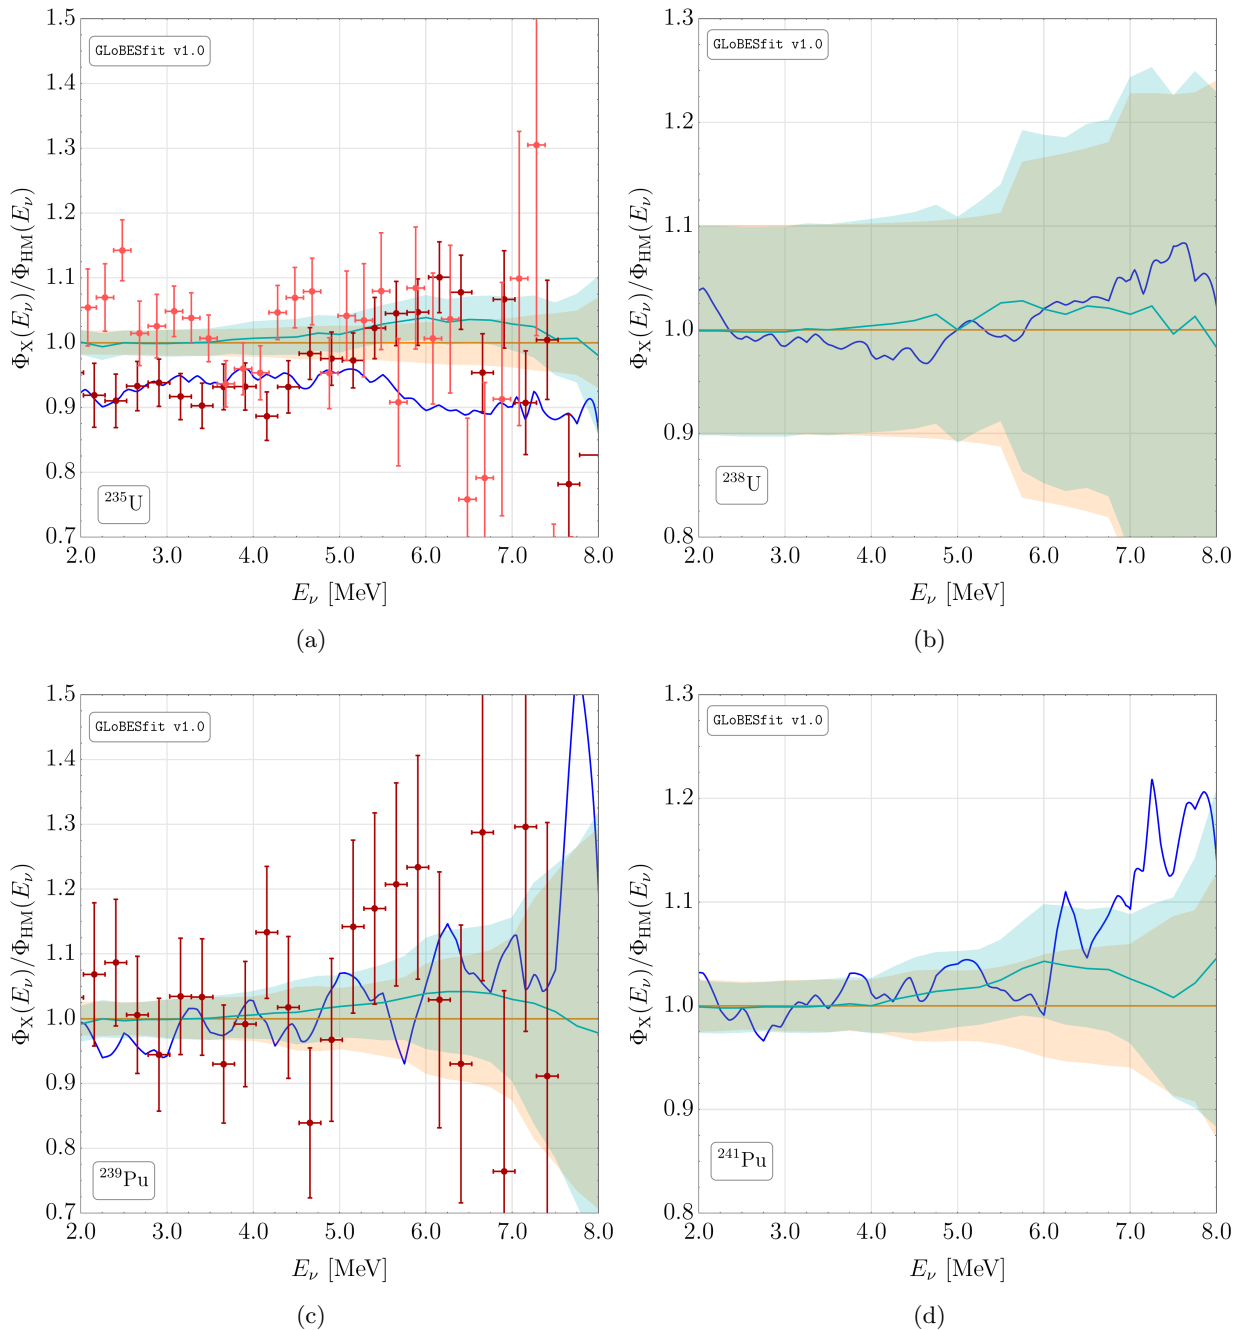 1.5
1.4
1.3
1.2
1.1
1.0
0.9
0.8
0.7
Φ_X(E_ν)/Φ_HM(E_ν)
GLoBESfit v1.0
²³⁵U
2.0 3.0 4.0 5.0 6.0 7.0 8.0
E_ν [MeV]
(a)
1.3
1.2
1.1
1.0
0.9
0.8
Φ_X(E_ν)/Φ_HM(E_ν)
GLoBESfit v1.0
²³⁸U
2.0 3.0 4.0 5.0 6.0 7.0 8.0
E_ν [MeV]
(b)
1.5
1.4
1.3
1.2
1.1
1.0
0.9
0.8
0.7
Φ_X(E_ν)/Φ_HM(E_ν)
GLoBESfit v1.0
²³⁹Pu
2.0 3.0 4.0 5.0 6.0 7.0 8.0
E_ν [MeV]
(c)
1.3
1.2
1.1
1.0
0.9
0.8
Φ_X(E_ν)/Φ_HM(E_ν)
GLoBESfit v1.0
²⁴¹Pu
2.0 3.0 4.0 5.0 6.0 7.0 8.0
E_ν [MeV]
(d)